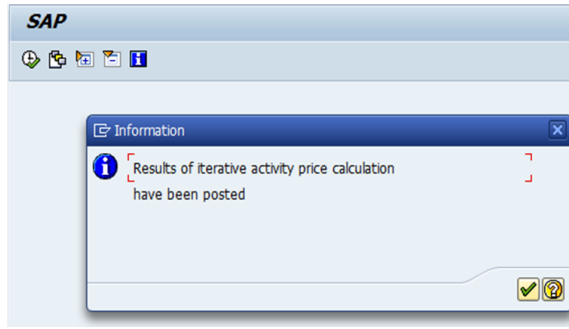 SAP
Information
Results of iterative activity price calculation
have been posted